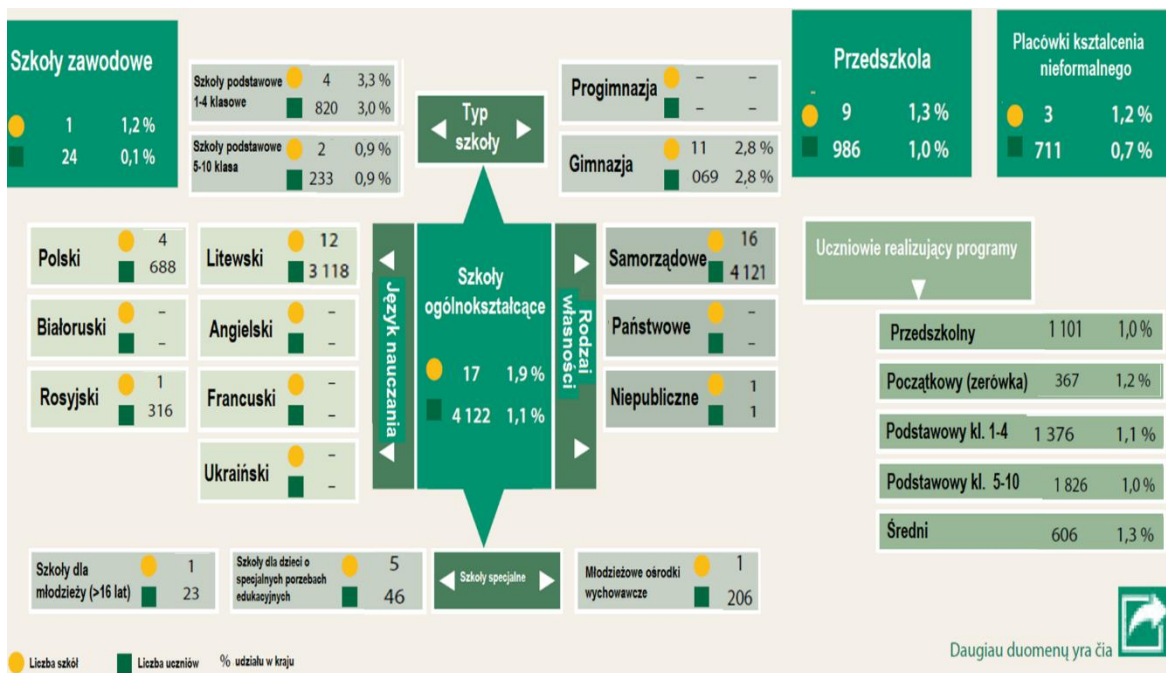 Szkoły zawodowe
1 1,2 %
24 0,1 %
Szkoły podstawowe
1-4 klasowe
4 3,3 %
820 3,0 %
Szkoły podstawowe
5-10 klasa
2 0,9 %
233 0,9 %
Typ
szkoły
Progimnazja
– –
– –
Gimnazja
11 2,8 %
069 2,8 %
Przedszkola
9 1,3 %
986 1,0 %
Placówki ksztalcenia
nieformalnego
3 1,2 %
711 0,7 %
Polski
4
688
Litewski
12
3 118
Białoruski
–
–
Angielski
–
–
Rosyjski
1
316
Francuski
–
–
Ukraiński
–
–
Język nauczania
Szkoły
ogólnokształcące
17 1,9 %
4 122 1,1 %
Rodzai
własności
Samorządowe
16
4 121
Państwowe
–
–
Niepubliczne
1
1
Uczniowie realizujący programy
Przedszkolny 1 101 1,0 %
Początkowy (zerówka) 367 1,2 %
Podstawowy kl. 1-4 1 376 1,1 %
Podstawowy kl. 5-10 1 826 1,0 %
Średni 606 1,3 %
Szkoły dla
młodzieży (>16 lat)
1
23
Szkoły dla dzieci o
specjalnych porzebach
edukacyjnych
5
46
Szkoły specjalne
Młodzieżowe ośrodki
wychowawcze
1
206
Daugiau duomenų yra čia
Liczba szkół Liczba uczniów % udziału w kraju